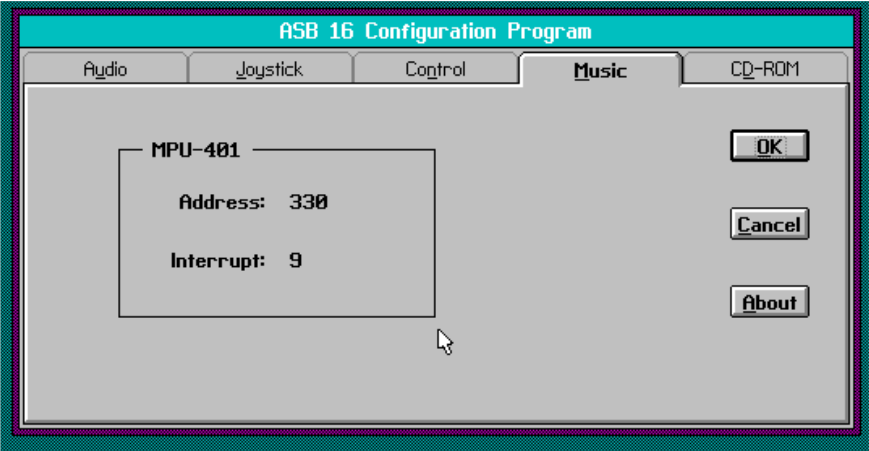 ASB 16 Configuration Program
Audio Joystick Control Music CD-ROM
MPU-401
OK
Address: 330
Cancel
Interrupt: 9
About